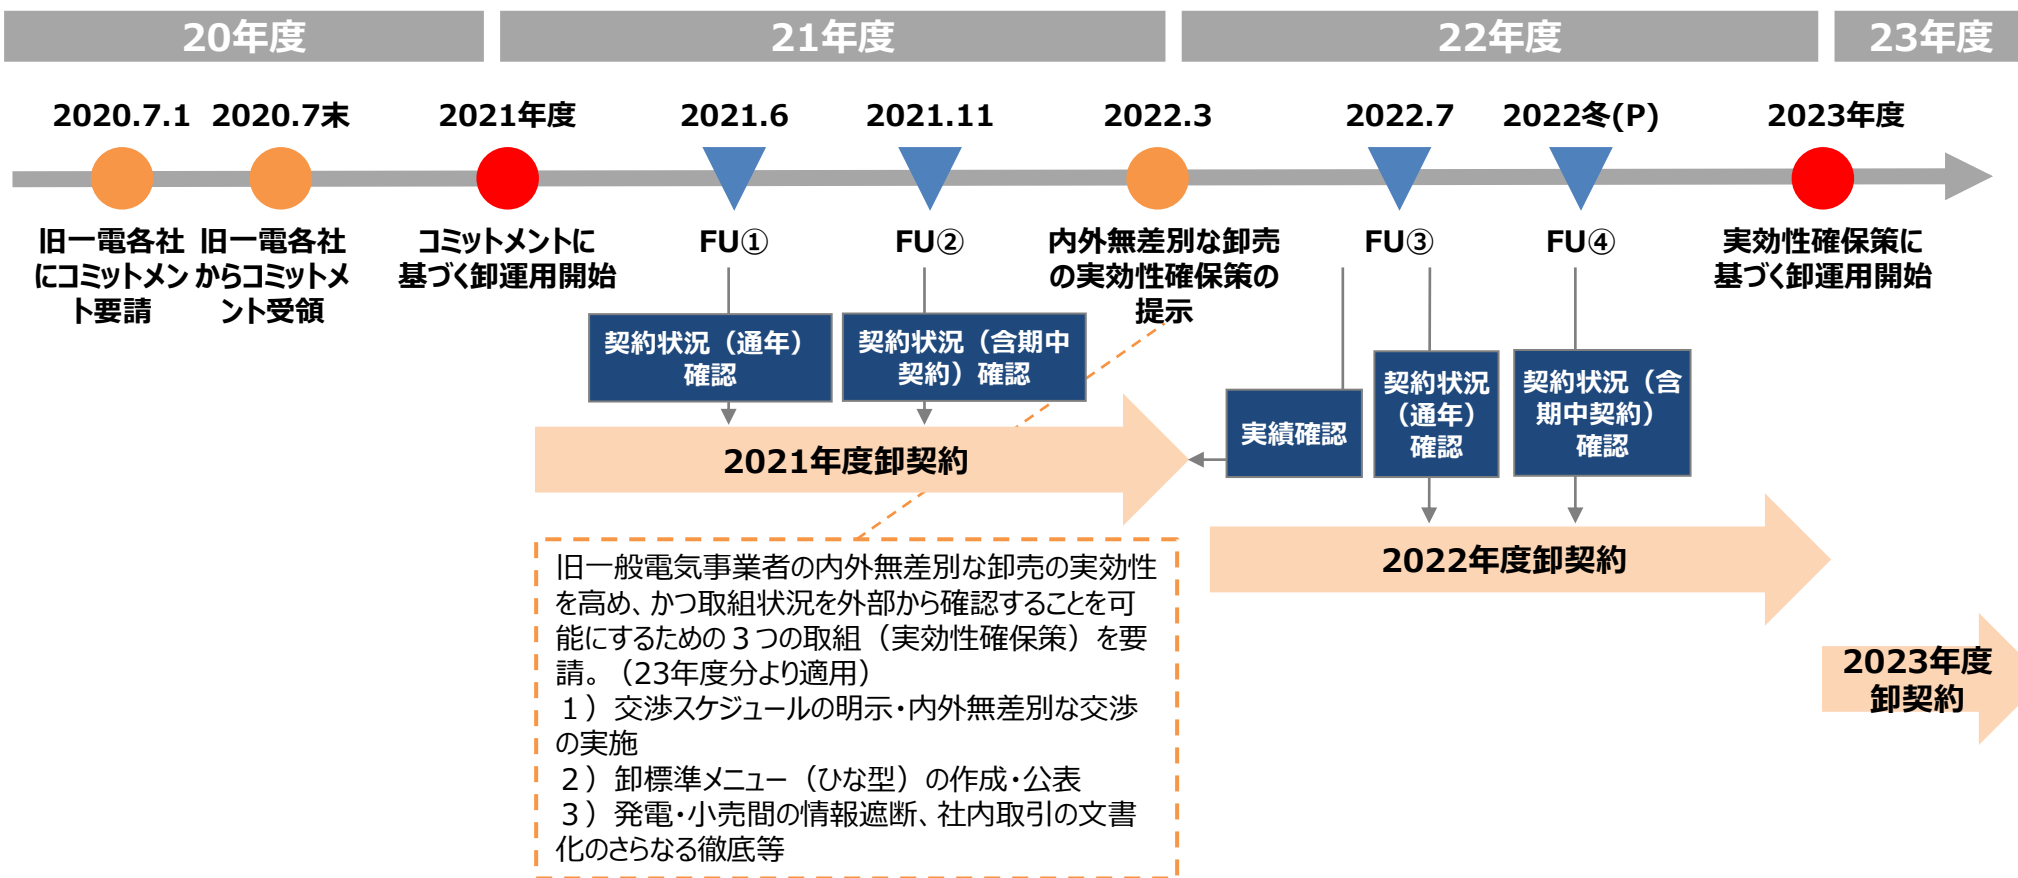 20年度
21年度
22年度
23年度
2020.7.1
2020.7末
2021年度
2021.6
2021.11
2022.3
2022.7
2022冬(P)
2023年度
旧一電各社
にコミットメン
ト要請
旧一電各社
からコミットメ
ント受領
コミットメントに
基づく卸運用開始
FU①
FU②
内外無差別な卸売
の実効性確保策の
提示
FU③
FU④
実効性確保策に
基づく卸運用開始
契約状況（通年）
確認
契約状況（含期中
契約）確認
実績確認
契約状況
（通年）
確認
契約状況（含
期中契約）
確認
2021年度卸契約
2022年度卸契約
2023年度
卸契約
旧一般電気事業者の内外無差別な卸売の実効性
を高め、かつ取組状況を外部から確認することを可
能にするための３つの取組（実効性確保策）を要
請。（23年度分より適用）
１）交渉スケジュールの明示・内外無差別な交渉
の実施
２）卸標準メニュー（ひな型）の作成・公表
３）発電・小売間の情報遮断、社内取引の文書
化のさらなる徹底等